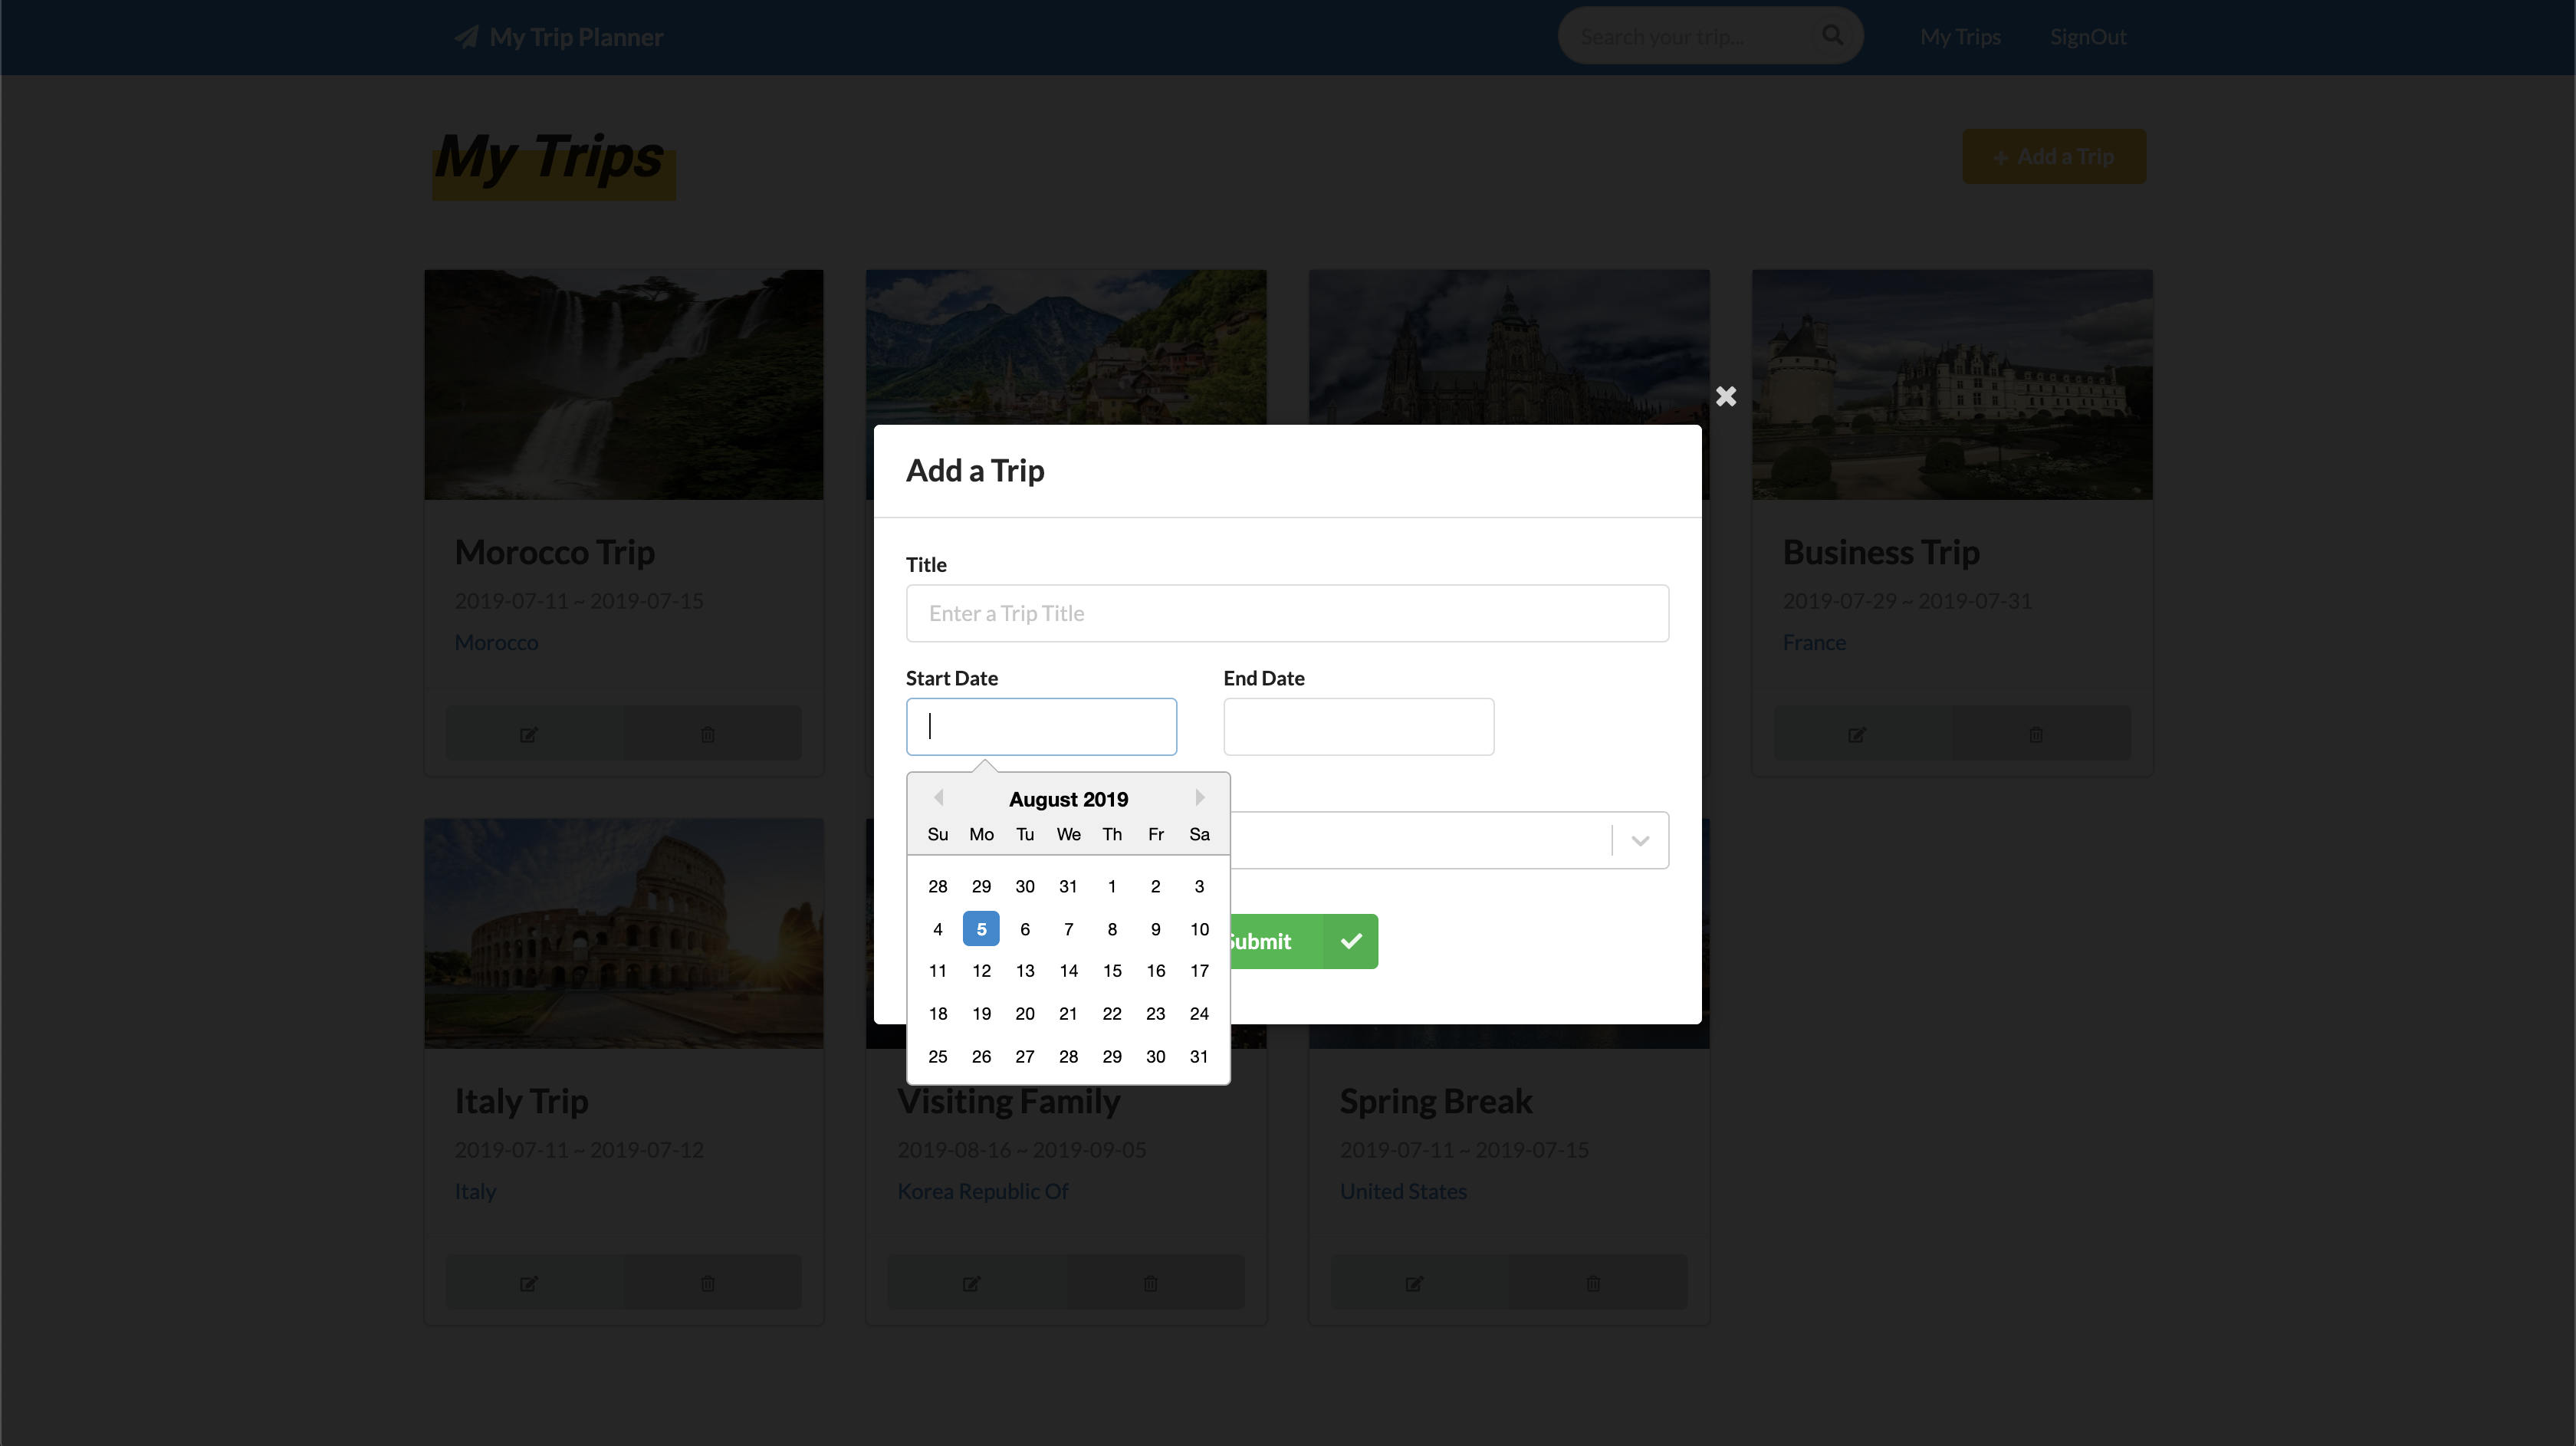 My Trip Planner
Search your trip...
My Trips
SignOut
My Trips
+ Add a Trip
Add a Trip
Title
Enter a Trip Title
Start Date
End Date
August 2019
Su Mo Tu We Th Fr Sa
28 29 30 31 1 2 3
4 5 6 7 8 9 10
11 12 13 14 15 16 17
18 19 20 21 22 23 24
25 26 27 28 29 30 31
Submit
Morocco Trip
2019-07-11 ~ 2019-07-15
Morocco
Business Trip
2019-07-29 ~ 2019-07-31
France
Italy Trip
2019-07-11 ~ 2019-07-12
Italy
Visiting Family
2019-08-16 ~ 2019-09-05
Korea Republic Of
Spring Break
2019-07-11 ~ 2019-07-15
United States